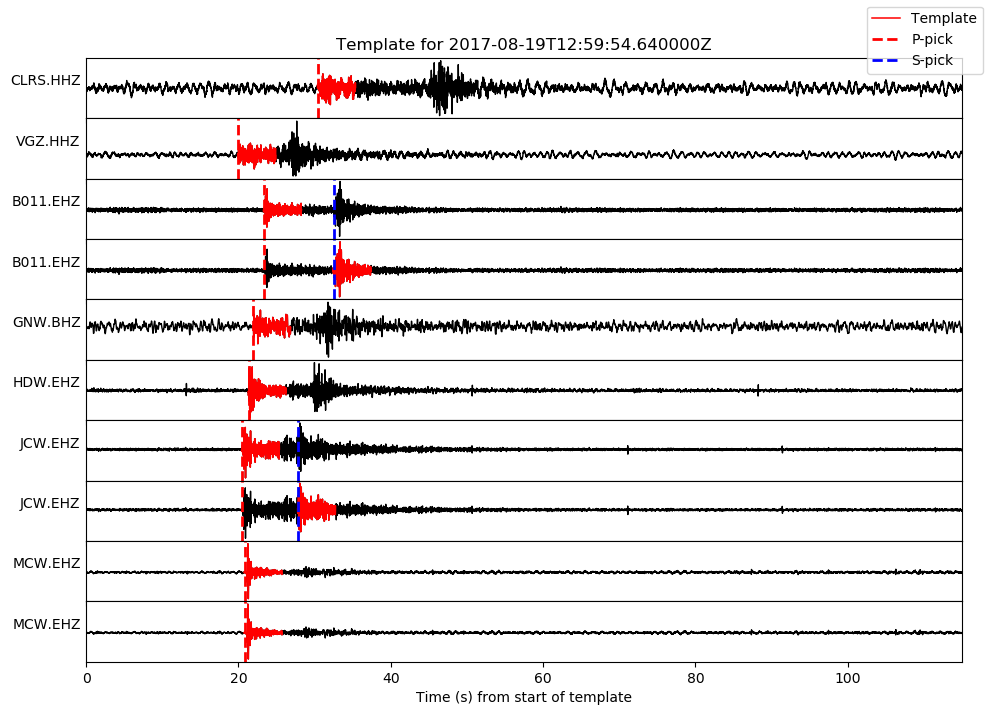 Template for 2017-08-19T12:59:54.640000Z
Template
P-pick
S-pick
CLRS.HHZ
VGZ.HHZ
B011.EHZ
B011.EHZ
GNW.BHZ
HDW.EHZ
JCW.EHZ
JCW.EHZ
MCW.EHZ
MCW.EHZ
0 20 40 60 80 100
Time (s) from start of template